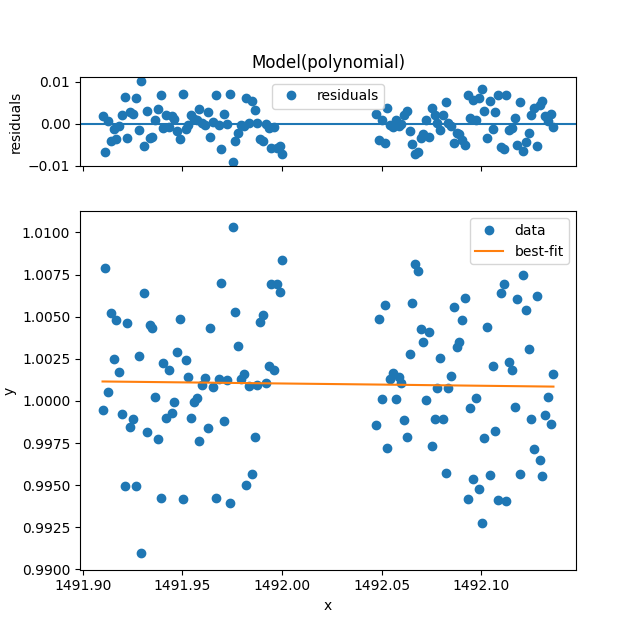 Model(polynomial)
residuals
0.01
0.00
−0.01
residuals
y
1.0100
1.0075
1.0050
1.0025
1.0000
0.9975
0.9950
0.9925
0.9900
data
best-fit
1491.90 1491.95 1492.00 1492.05 1492.10
x